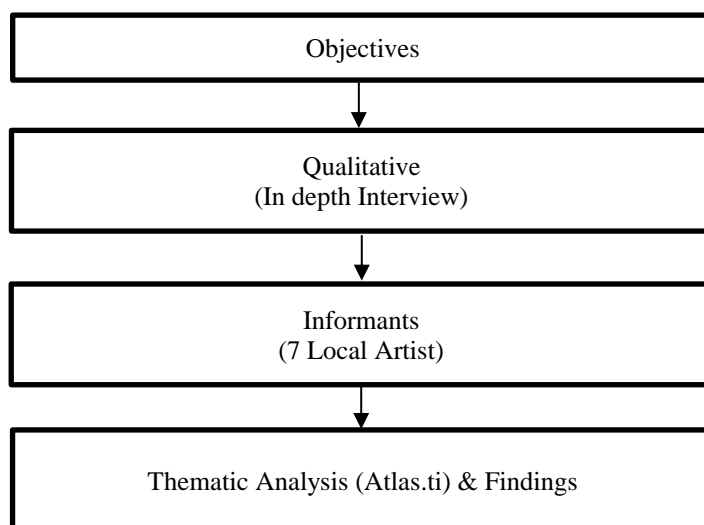 Objectives
Qualitative
(In depth Interview)
Informants
(7 Local Artist)
Thematic Analysis (Atlas.ti) & Findings